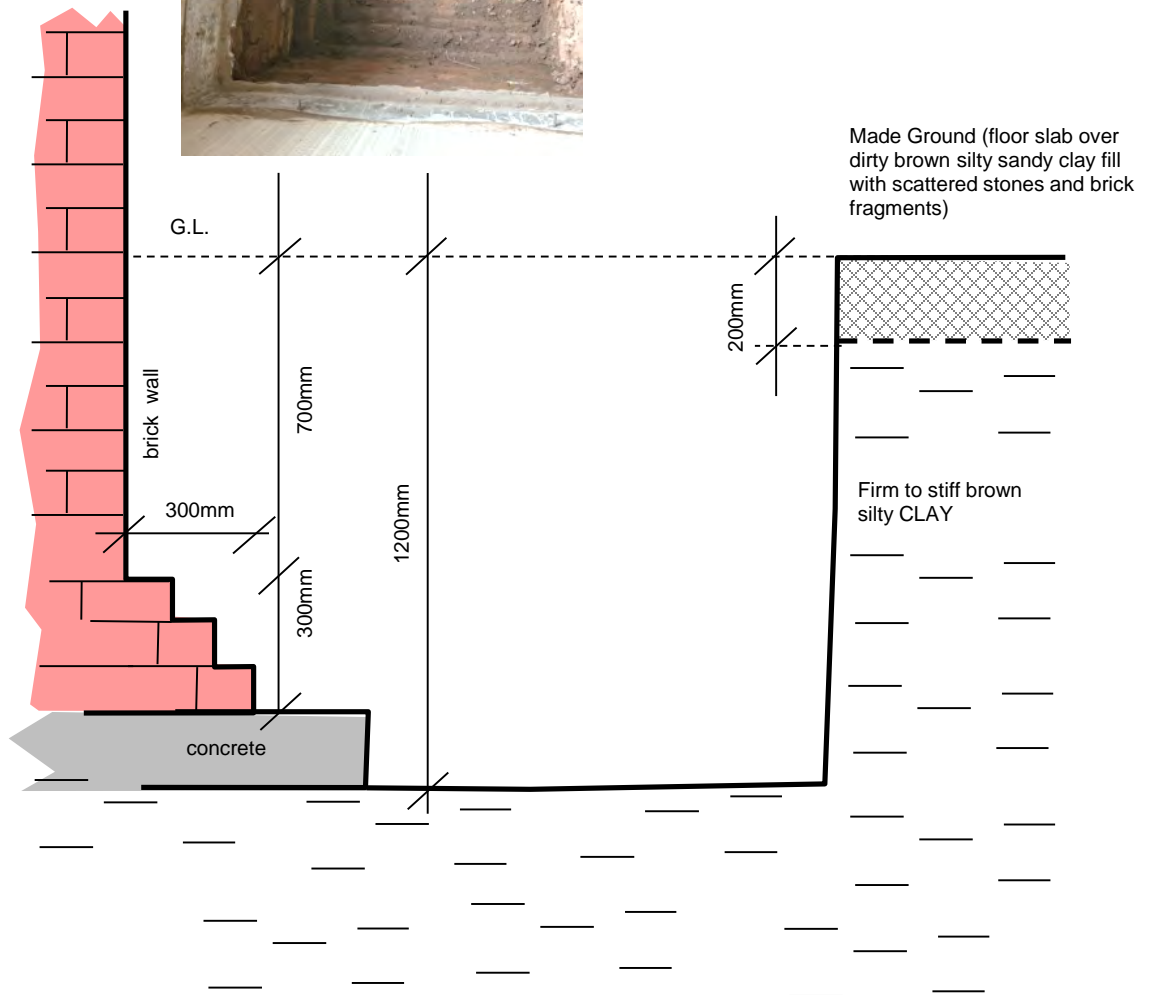 Made Ground (floor slab over
dirty brown silty sandy clay fill
with scattered stones and brick
fragments)
G.L.
200mm
brick wall
700mm
300mm
1200mm
Firm to stiff brown
silty CLAY
300mm
concrete